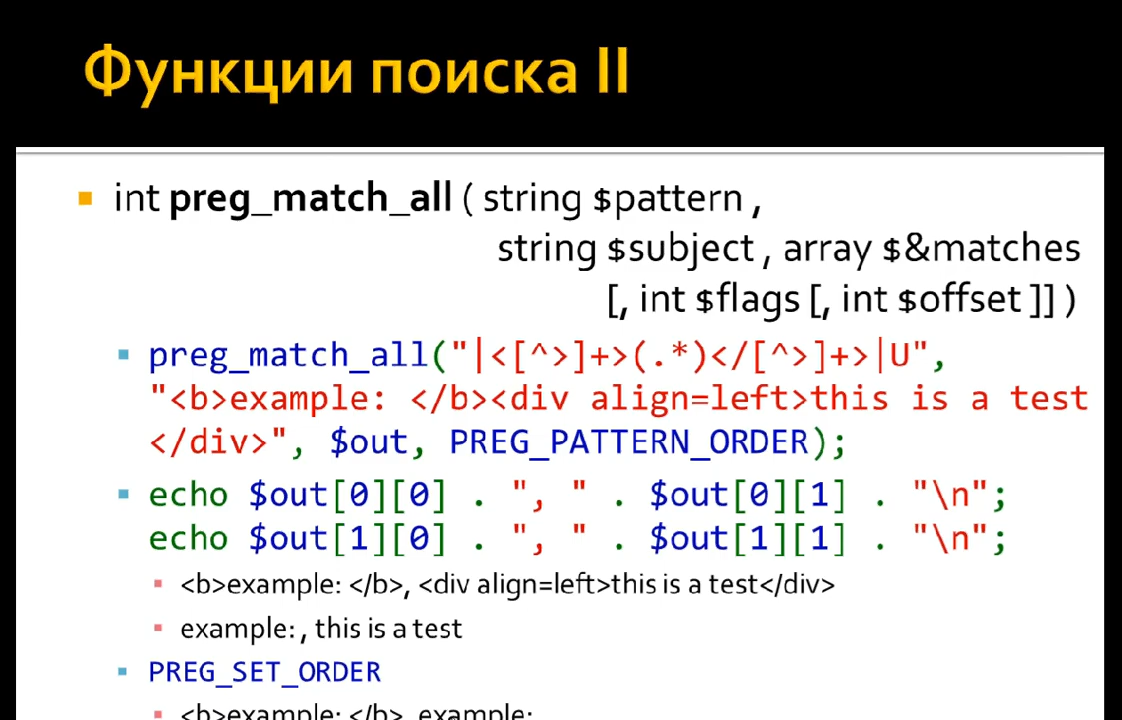 Функции поиска II
int preg_match_all ( string $pattern ,
string $subject , array $&matches
[, int $flags [, int $offset ]] )
preg_match_all("|<[^>]+>(.*)</[^>]+>|U",
"<b>example: </b><div align=left>this is a test
</div>", $out, PREG_PATTERN_ORDER);
echo $out[0][0] . ", " . $out[0][1] . "\n";
echo $out[1][0] . ", " . $out[1][1] . "\n";
<b>example: </b>, <div align=left>this is a test</div>
example: , this is a test
PREG_SET_ORDER
<b>example: </b>, example: